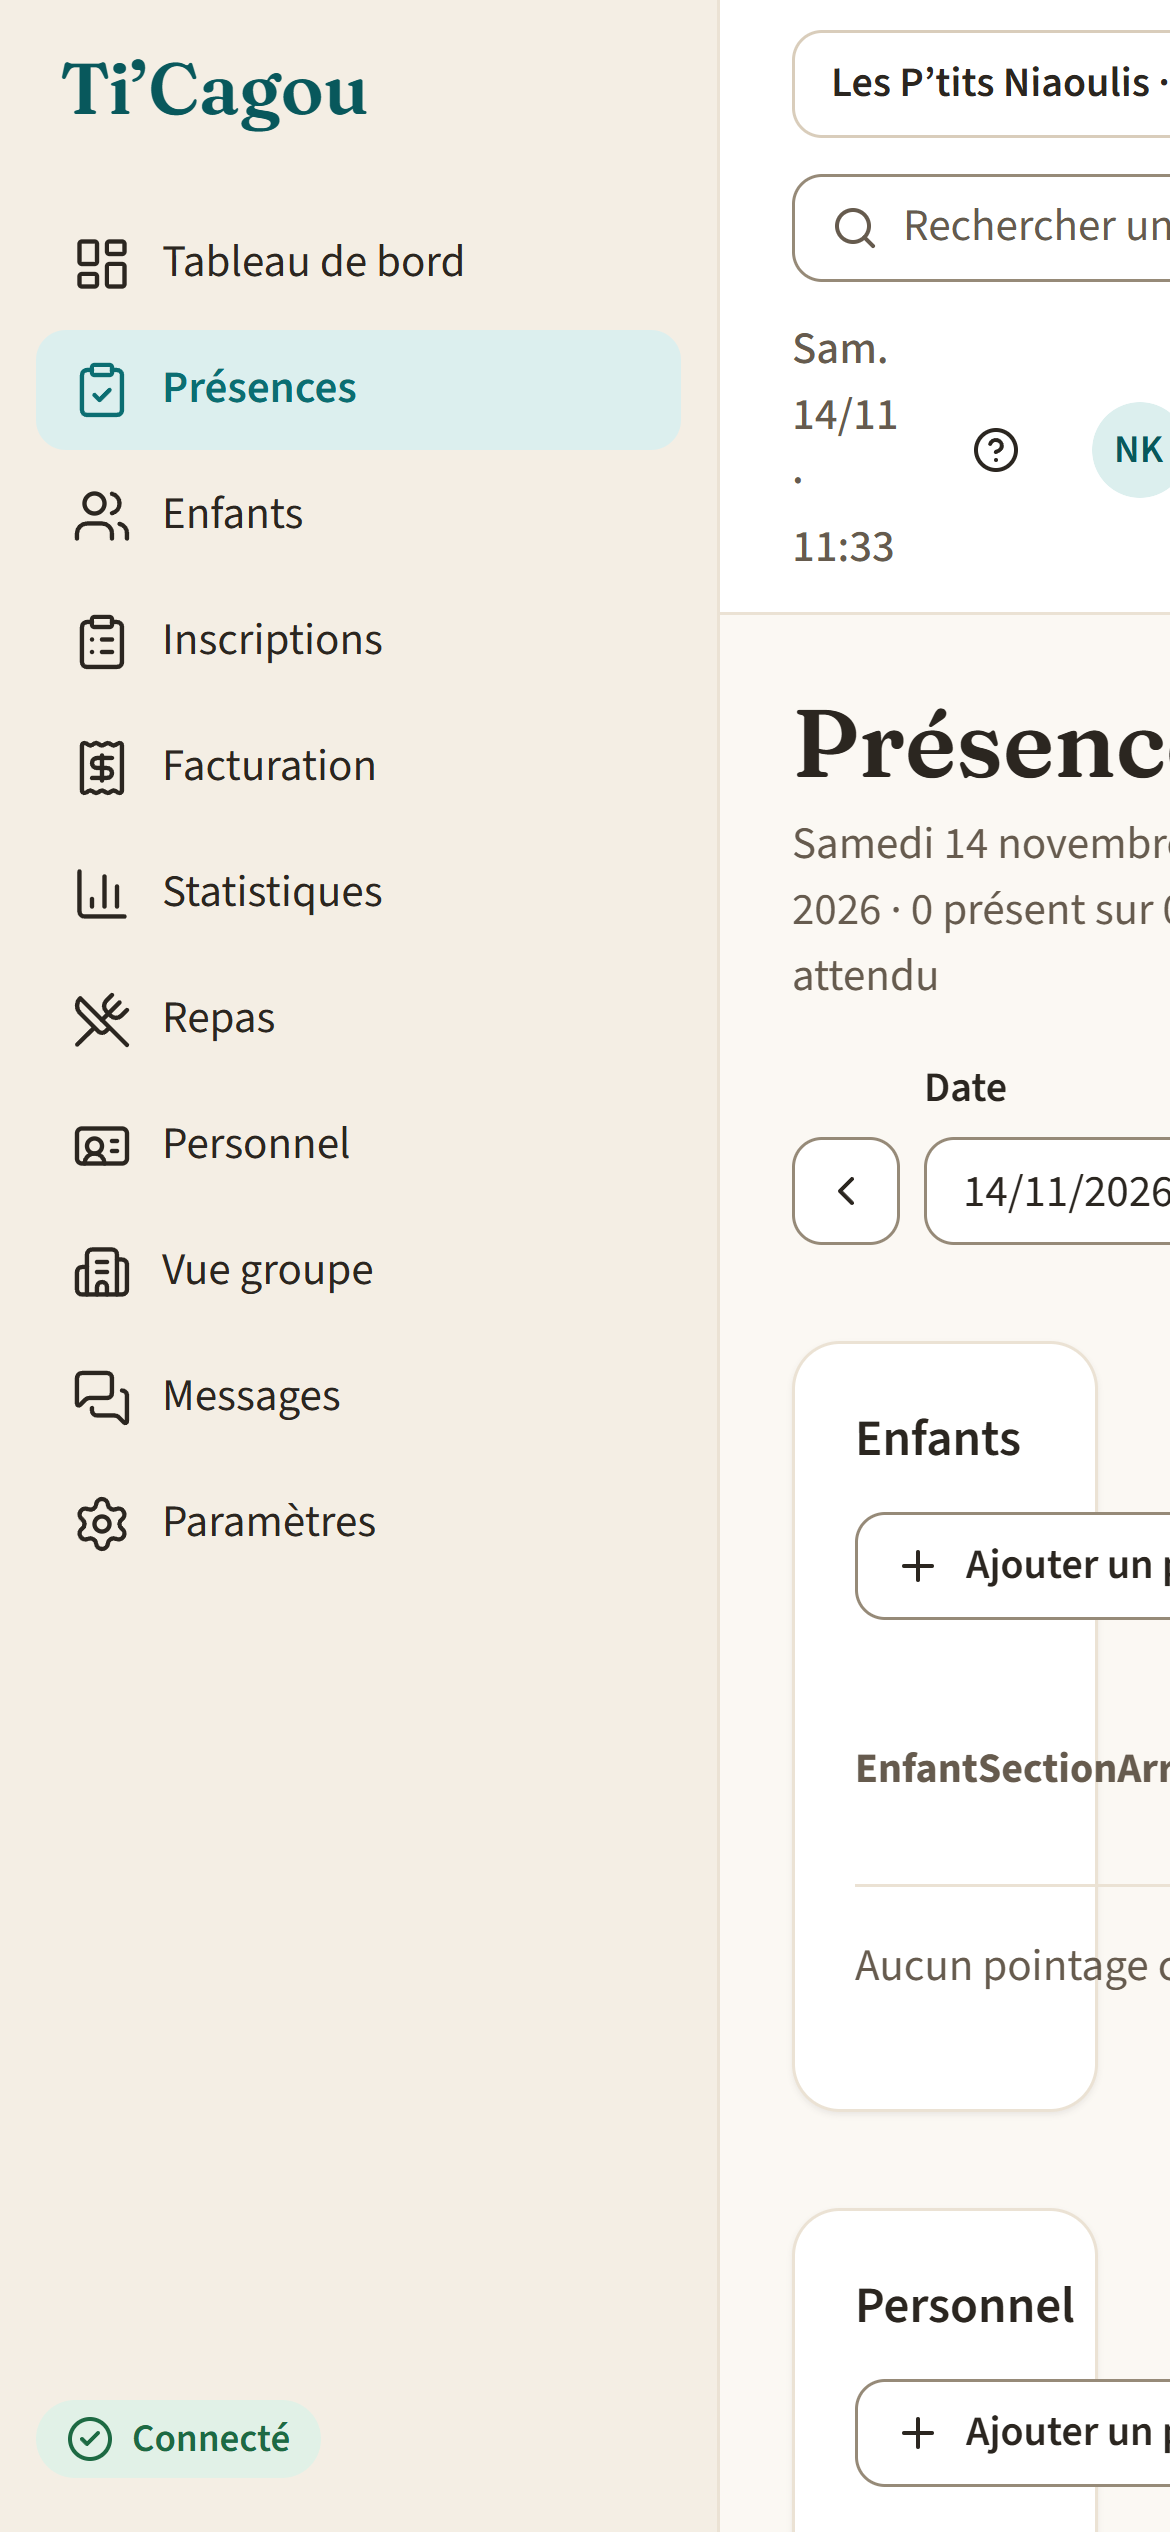 Ti’Cagou
Tableau de bord
Présences
Enfants
Inscriptions
Facturation
Statistiques
Repas
Personnel
Vue groupe
Messages
Paramètres
Connecté
Les P’tits Niaoulis ·
Rechercher un
Sam.
14/11
·
11:33
NK
Présenc
Samedi 14 novembre
2026 · 0 présent sur 0
attendu
Date
14/11/2026
Enfants
Ajouter un p
EnfantSectionArr
Aucun pointage
Personnel
Ajouter un p